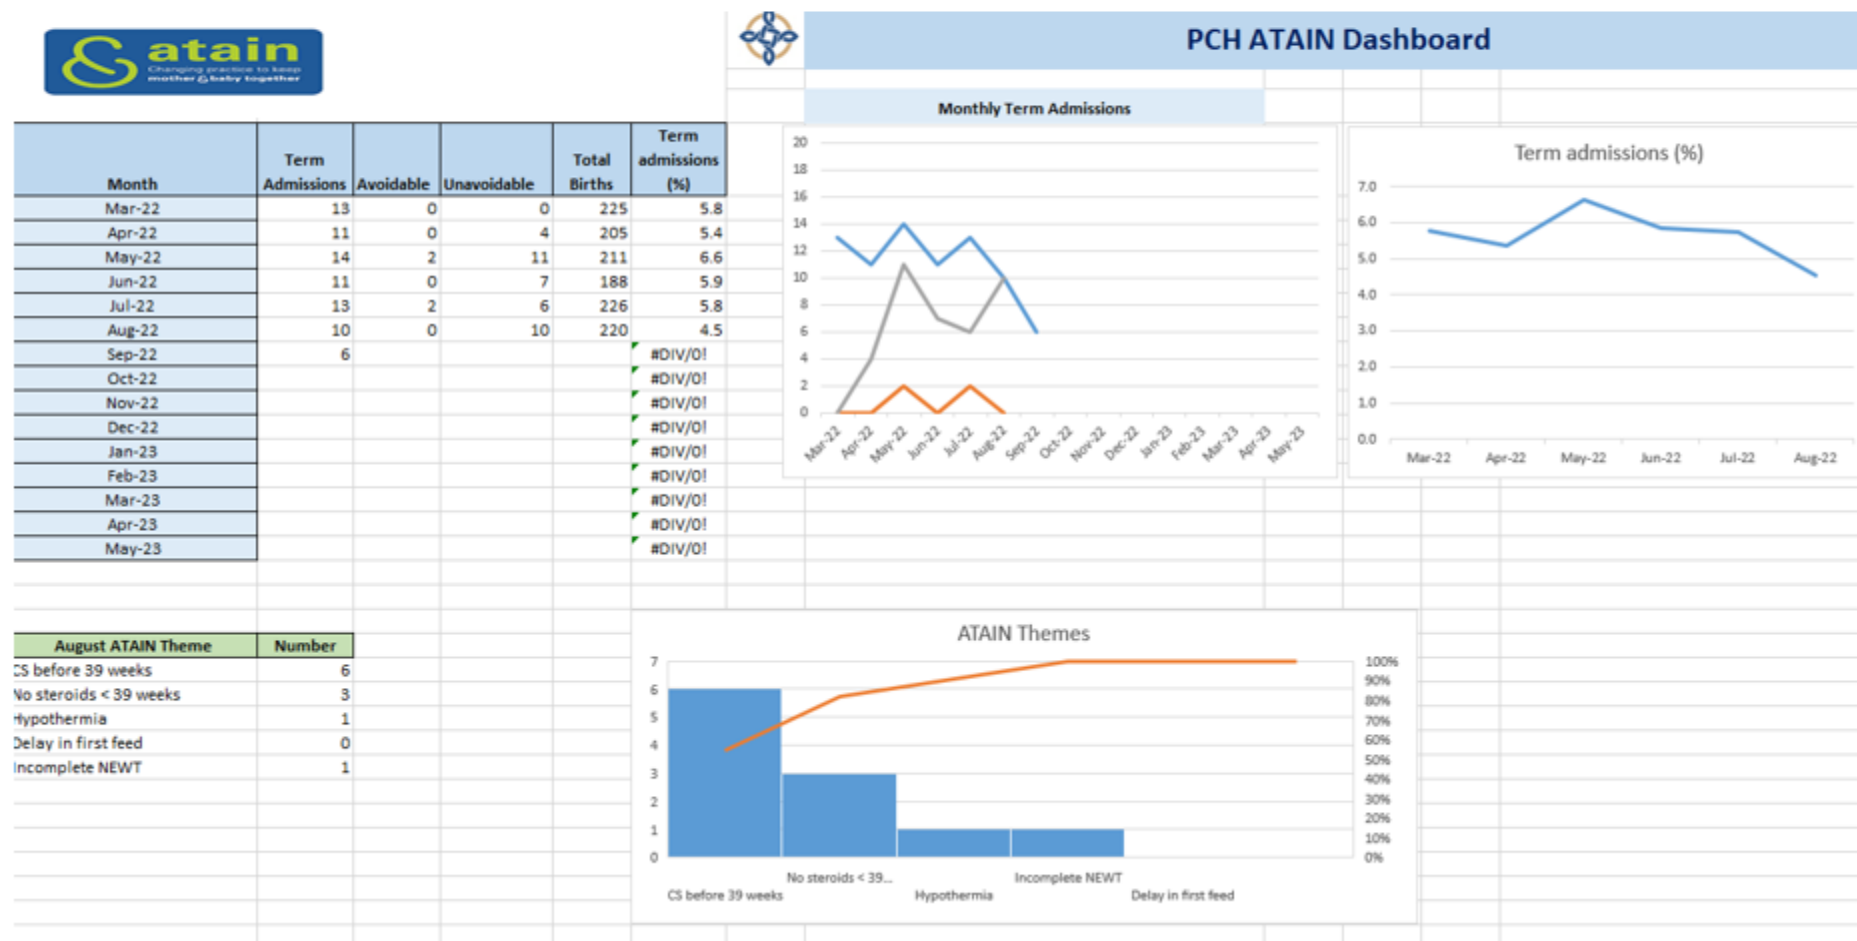 atain
Changing practice to keep
mother & baby together
PCH ATAIN Dashboard
Monthly Term Admissions
Month Term Admissions Avoidable Unavoidable Total Births Term admissions (%)
Mar-22 13 0 0 225 5.8
Apr-22 11 0 4 205 5.4
May-22 14 2 11 211 6.6
Jun-22 11 0 7 188 5.9
Jul-22 13 2 6 226 5.8
Aug-22 10 0 10 220 4.5
Sep-22 6 #DIV/0!
Oct-22 #DIV/0!
Nov-22 #DIV/0!
Dec-22 #DIV/0!
Jan-23 #DIV/0!
Feb-23 #DIV/0!
Mar-23 #DIV/0!
Apr-23 #DIV/0!
May-23 #DIV/0!
20
18
16
14
12
10
8
6
4
2
0
Mar-22 Apr-22 May-22 Jun-22 Jul-22 Aug-22 Sep-22 Oct-22 Nov-22 Dec-22 Jan-23 Feb-23 Mar-23 Apr-23 May-23
Term admissions (%)
7.0
6.0
5.0
4.0
3.0
2.0
1.0
0.0
Mar-22 Apr-22 May-22 Jun-22 Jul-22 Aug-22
August ATAIN Theme Number
CS before 39 weeks 6
No steroids < 39 weeks 3
Hypothermia 1
Delay in first feed 0
Incomplete NEWT 1
ATAIN Themes
7
6
5
4
3
2
1
0
100%
90%
80%
70%
60%
50%
40%
30%
20%
10%
0%
No steroids < 39... Incomplete NEWT
CS before 39 weeks Hypothermia Delay in first feed